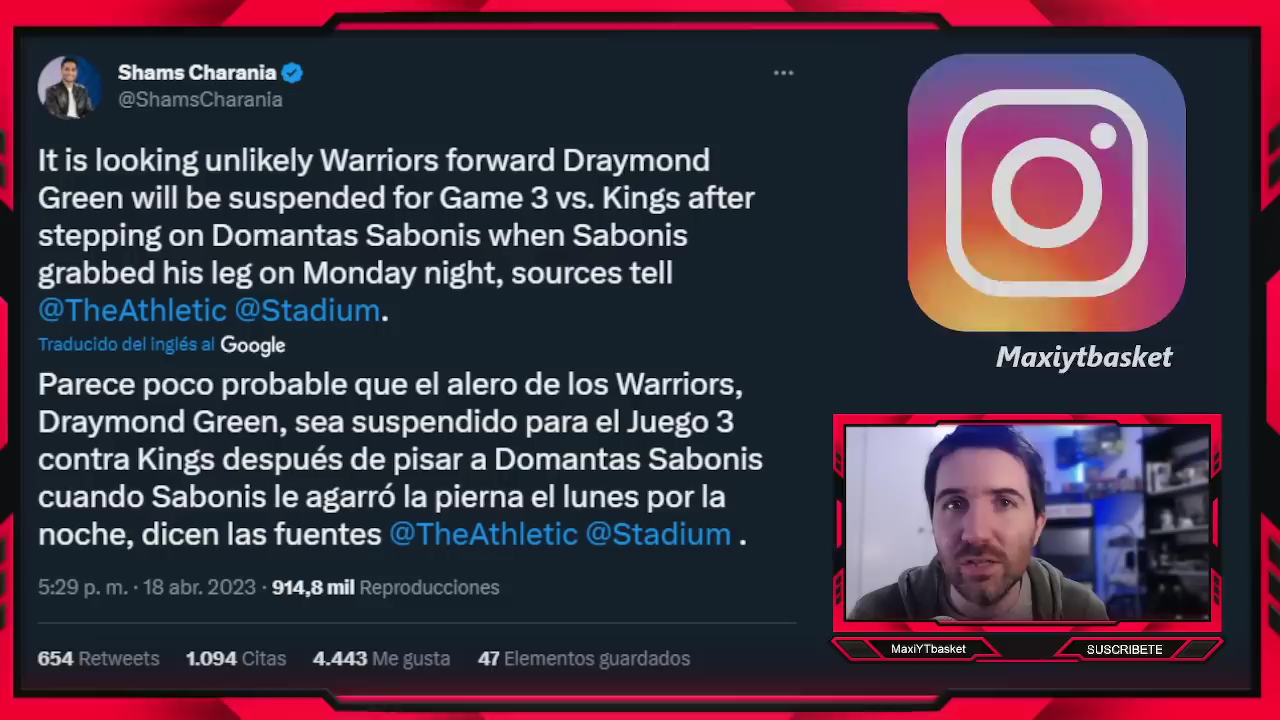 Shams Charania
@ShamsCharania
It is looking unlikely Warriors forward Draymond
Green will be suspended for Game 3 vs. Kings after
stepping on Domantas Sabonis when Sabonis
grabbed his leg on Monday night, sources tell
@TheAthletic @Stadium.
Traducido del inglés al Google
Parece poco probable que el alero de los Warriors,
Draymond Green, sea suspendido para el Juego 3
contra Kings después de pisar a Domantas Sabonis
cuando Sabonis le agarró la pierna el lunes por la
noche, dicen las fuentes @TheAthletic @Stadium .
5:29 p. m. · 18 abr. 2023 · 914,8 mil Reproducciones
654 Retweets 1.094 Citas 4.443 Me gusta 47 Elementos guardados
Maxiytbasket
MaxiYTbasket
SUSCRIBETE